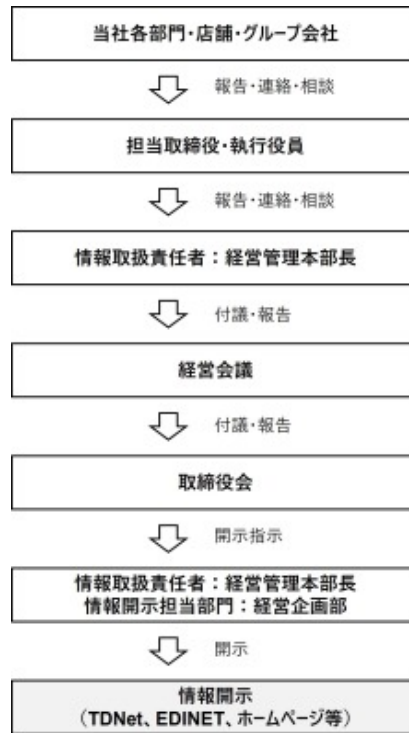 当社各部門・店舗・グループ会社
報告・連絡・相談
担当取締役・執行役員
報告・連絡・相談
情報取扱責任者：経営管理本部長
付議・報告
経営会議
付議・報告
取締役会
開示指示
情報取扱責任者：経営管理本部長
情報開示担当部門：経営企画部
開示
情報開示
（TDNet、EDINET、ホームページ等）